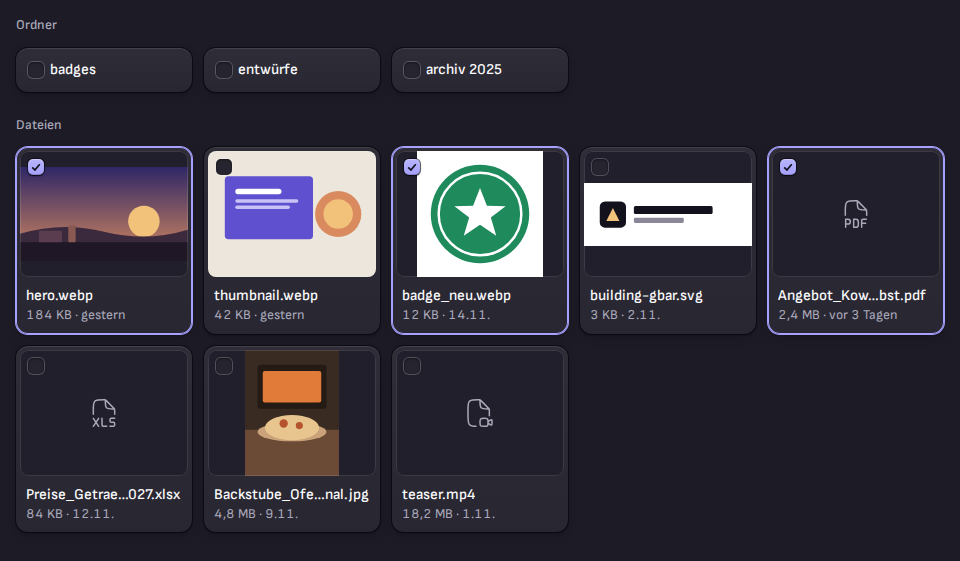 Ordner
badges
entwürfe
archiv 2025
Dateien
hero.webp
184 KB · gestern
thumbnail.webp
42 KB · gestern
badge_neu.webp
12 KB · 14.11.
building-gbar.svg
3 KB · 2.11.
PDF
Angebot_Kow...bst.pdf
2,4 MB · vor 3 Tagen
XLS
Preise_Getrae...027.xlsx
84 KB · 12.11.
Backstube_Ofe...nal.jpg
4,8 MB · 9.11.
teaser.mp4
18,2 MB · 1.11.